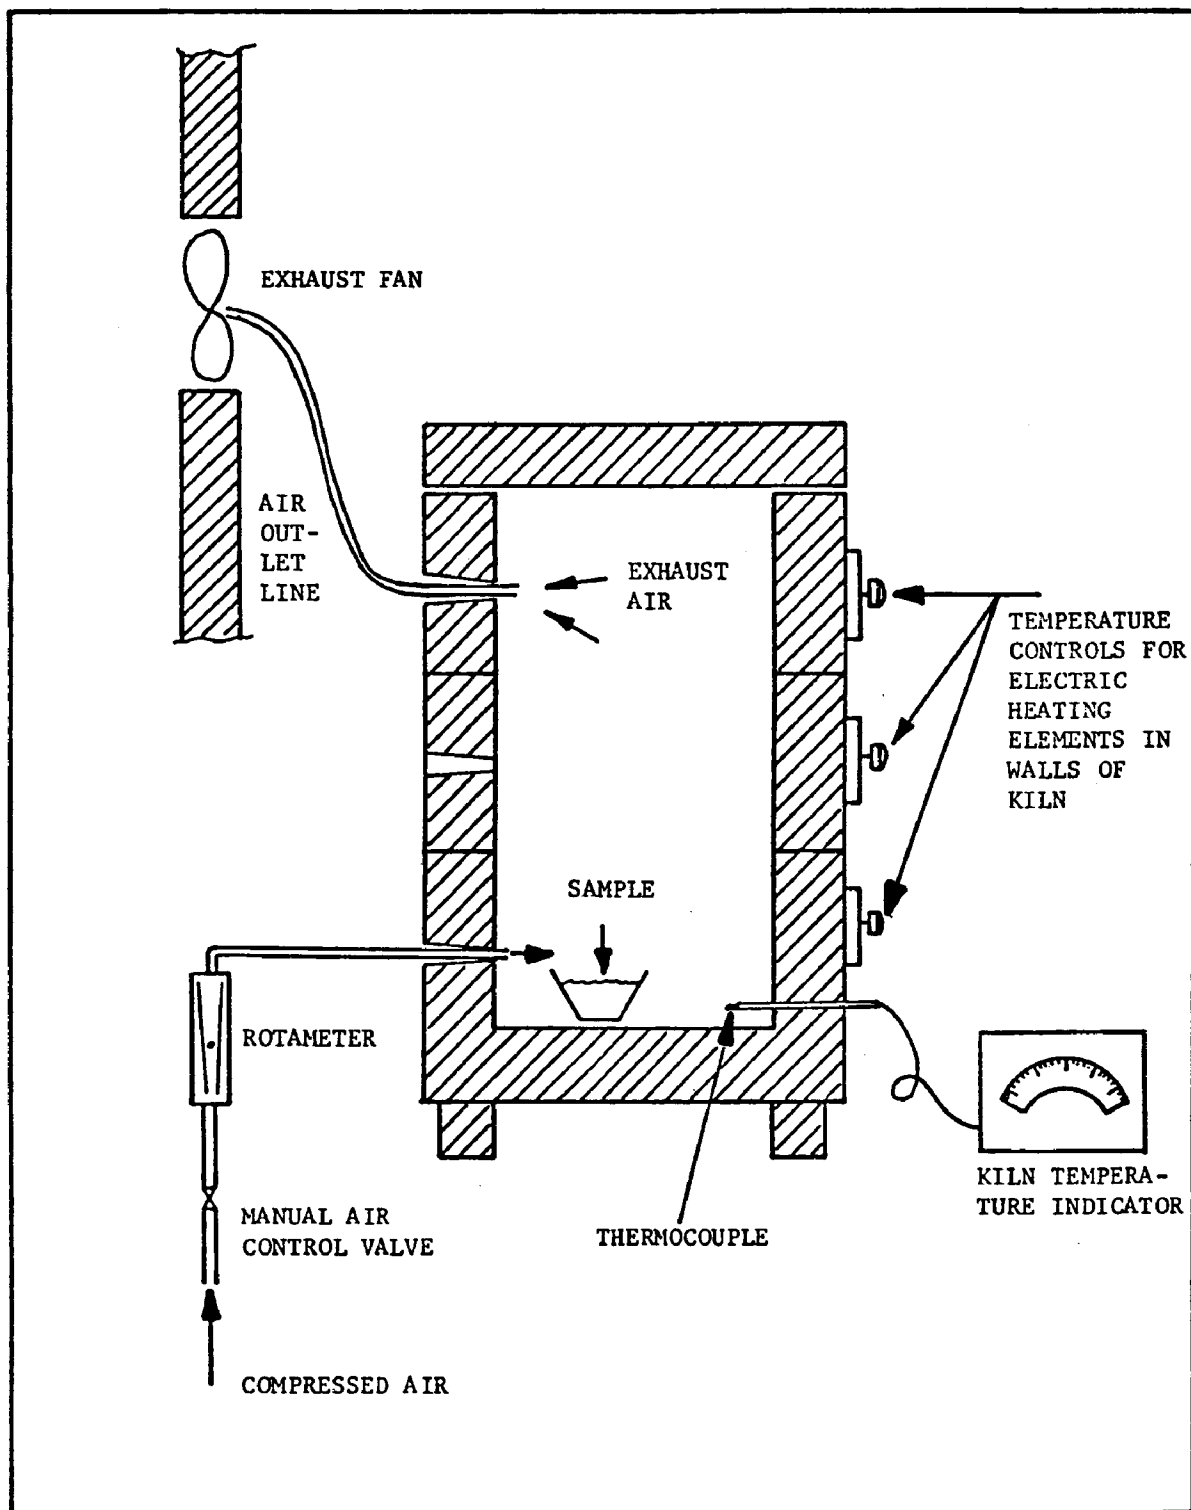 EXHAUST FAN
AIR
OUT-
LET
LINE
EXHAUST
AIR
TEMPERATURE
CONTROLS FOR
ELECTRIC
HEATING
ELEMENTS IN
WALLS OF
KILN
SAMPLE
ROTAMETER
KILN TEMPERA-
TURE INDICATOR
MANUAL AIR
CONTROL VALVE
THERMOCOUPLE
COMPRESSED AIR